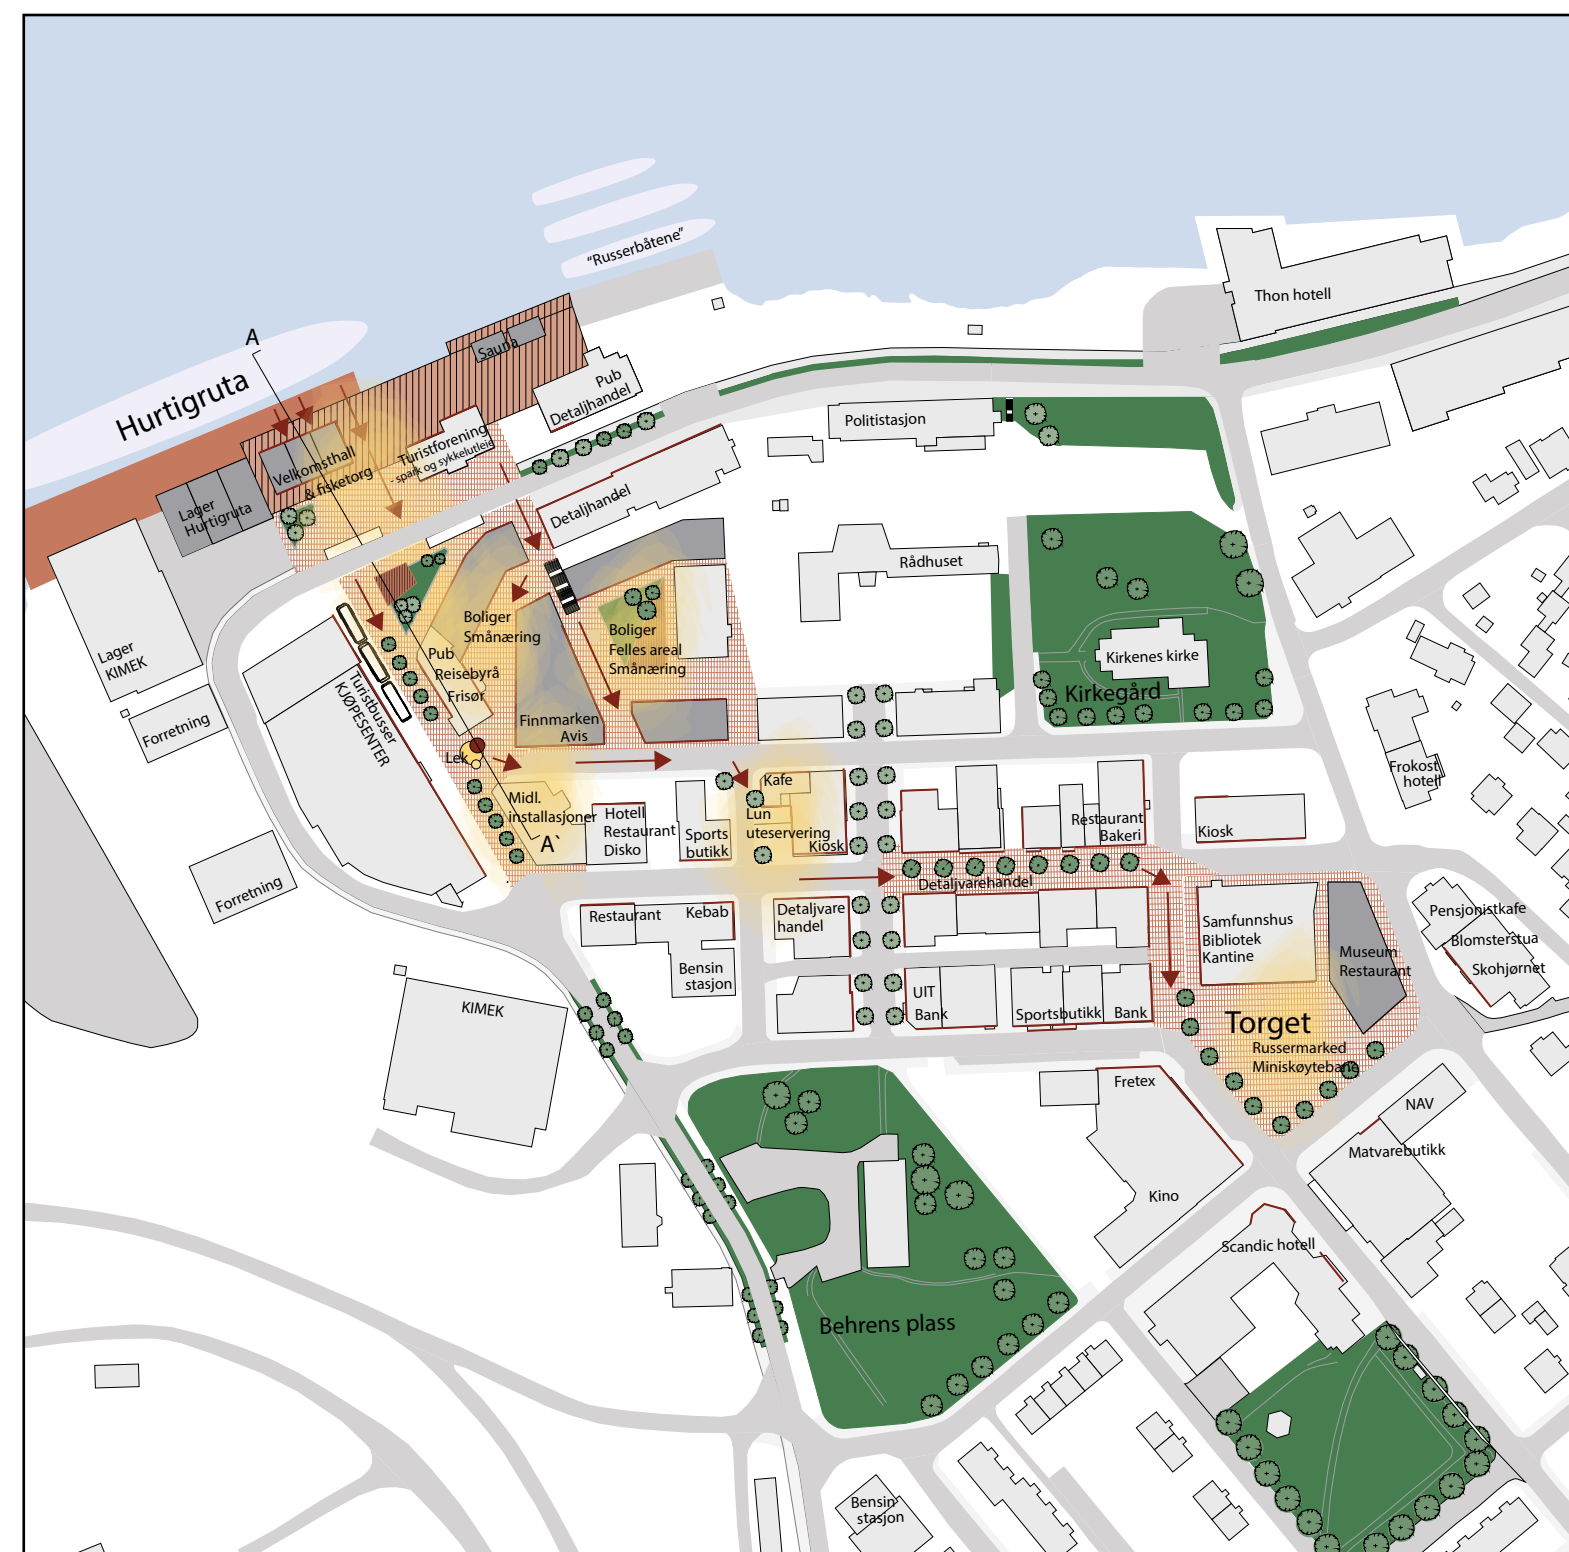 "Russerbåtene"
Thon hotell
A
Hurtigruta
Sauna
Pub
Detaljhandel
Politistasjon
Turistforening
- spark og sykkelutleie
Velkomsthall
& fisketorg
Lager
Hurtigruta
Detaljhandel
Rådhuset
Lager
KIMEK
Boliger
Smånæring
Boliger
Felles areal
Smånæring
Pub
Reisebyrå
Frisør
Kirkenes kirke
Kirkegård
Turistbusser
KJØPESENTER
Forretning
Finnmarken
Avis
Lek
Frokost
hotell
Kafe
Midl.
installasjoner
A`
Hotell
Restaurant
Disko
Sports
butikk
Lun
uteservering
Kiosk
Restaurant
Bakeri
Kiosk
Forretning
Detaljvarehandel
Restaurant
Kebab
Detaljvare
handel
Samfunnshus
Bibliotek
Kantine
Museum
Restaurant
Pensjonistkafe
Blomsterstua
Skohjørnet
Bensin
stasjon
UIT
Bank
Sportsbutikk
Bank
KIMEK
Torget
Russermarked
Miniskøytebane
Fretex
NAV
Matvarebutikk
Kino
Scandic hotell
Behrens plass
Bensin
stasjon